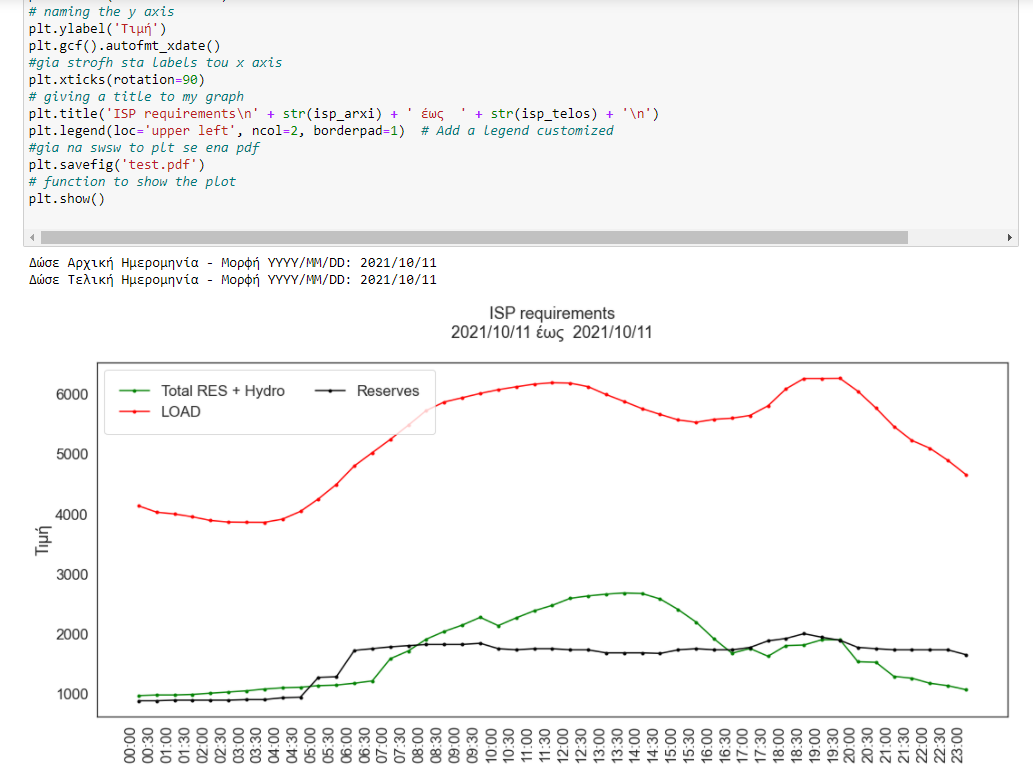 # naming the y axis
plt.ylabel('Τιμή')
plt.gcf().autofmt_xdate()
#gia strofh sta labels tou x axis
plt.xticks(rotation=90)
# giving a title to my graph
plt.title('ISP requirements\n' + str(isp_arxi) + ' έως  ' + str(isp_telos) + '\n')
plt.legend(loc='upper left', ncol=2, borderpad=1)  # Add a legend customized
#gia na swsw to plt se ena pdf
plt.savefig('test.pdf')
# function to show the plot
plt.show()
Δώσε Αρχική Ημερομηνία - Μορφή YYYY/MM/DD: 2021/10/11
Δώσε Τελική Ημερομηνία - Μορφή YYYY/MM/DD: 2021/10/11
ISP requirements
2021/10/11 έως  2021/10/11
Total RES + Hydro
Reserves
LOAD
6000
5000
4000
3000
2000
1000
Τιμή
00:00
00:30
01:00
01:30
02:00
02:30
03:00
03:30
04:00
04:30
05:00
05:30
06:00
06:30
07:00
07:30
08:00
08:30
09:00
09:30
10:00
10:30
11:00
11:30
12:00
12:30
13:00
13:30
14:00
14:30
15:00
15:30
16:00
16:30
17:00
17:30
18:00
18:30
19:00
19:30
20:00
20:30
21:00
21:30
22:00
22:30
23:00